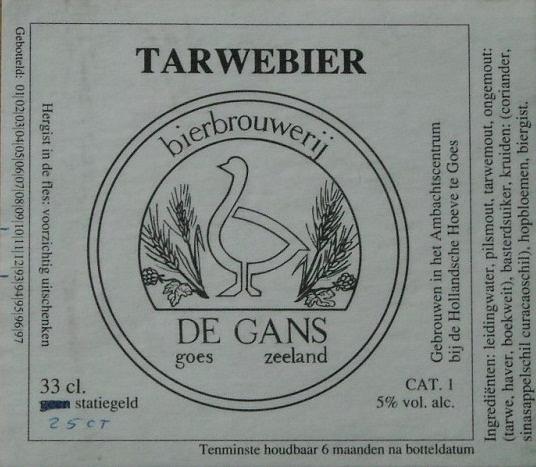 TARWEBIER
bierbrouwerij
DE GANS
goes zeeland
33 cl.
geen statiegeld
25 CT
CAT. 1
5% vol. alc.
Tenminste houdbaar 6 maanden na botteldatum
Gebotteld: 01|02|03|04|05|06|07|08|09|10|11|12|93|94|95|96|97
Hergist in de fles: voorzichtig uitschenken
Gebrouwen in het Ambachtscentrum
bij de Hollandsche Hoeve te Goes
Ingrediënten: leidingwater, pilsmout, tarwemout, ongemout:
(tarwe, haver, boekweit), basterdsuiker, kruiden: (coriander,
sinasappelschil curacaoschil), hopbloemen, biergist.